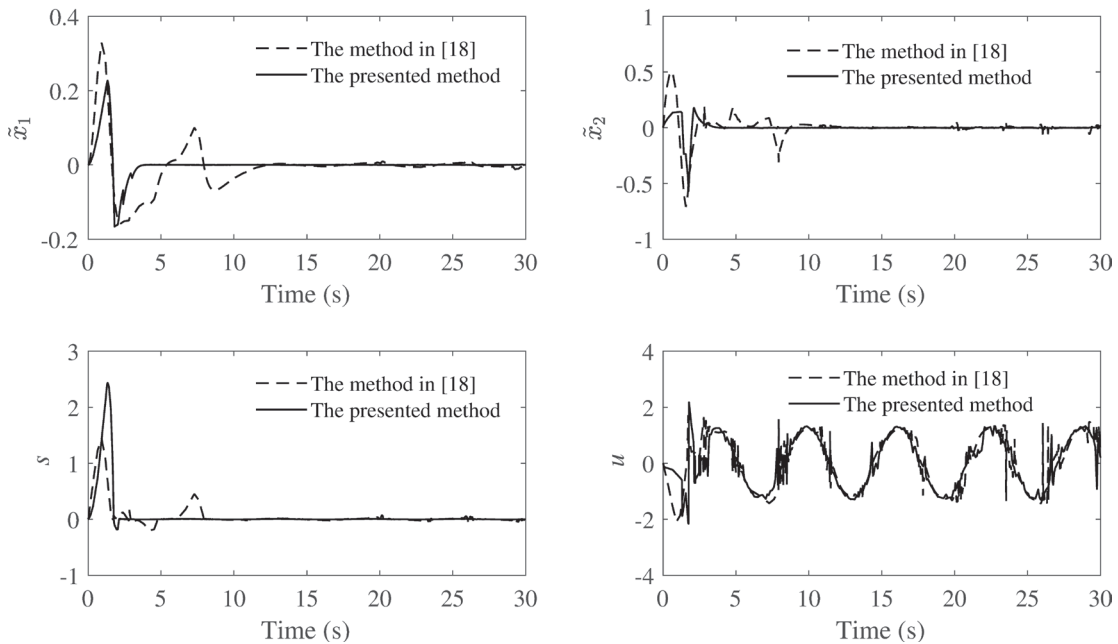 0.4
0.2
0
-0.2
x̃₁
The method in [18]
The presented method
0 5 10 15 20 25 30
Time (s)
1
0.5
0
-0.5
-1
x̃₂
The method in [18]
The presented method
0 5 10 15 20 25 30
Time (s)
3
2
1
0
-1
s
The method in [18]
The presented method
0 5 10 15 20 25 30
Time (s)
4
2
0
-2
-4
u
The method in [18]
The presented method
0 5 10 15 20 25 30
Time (s)